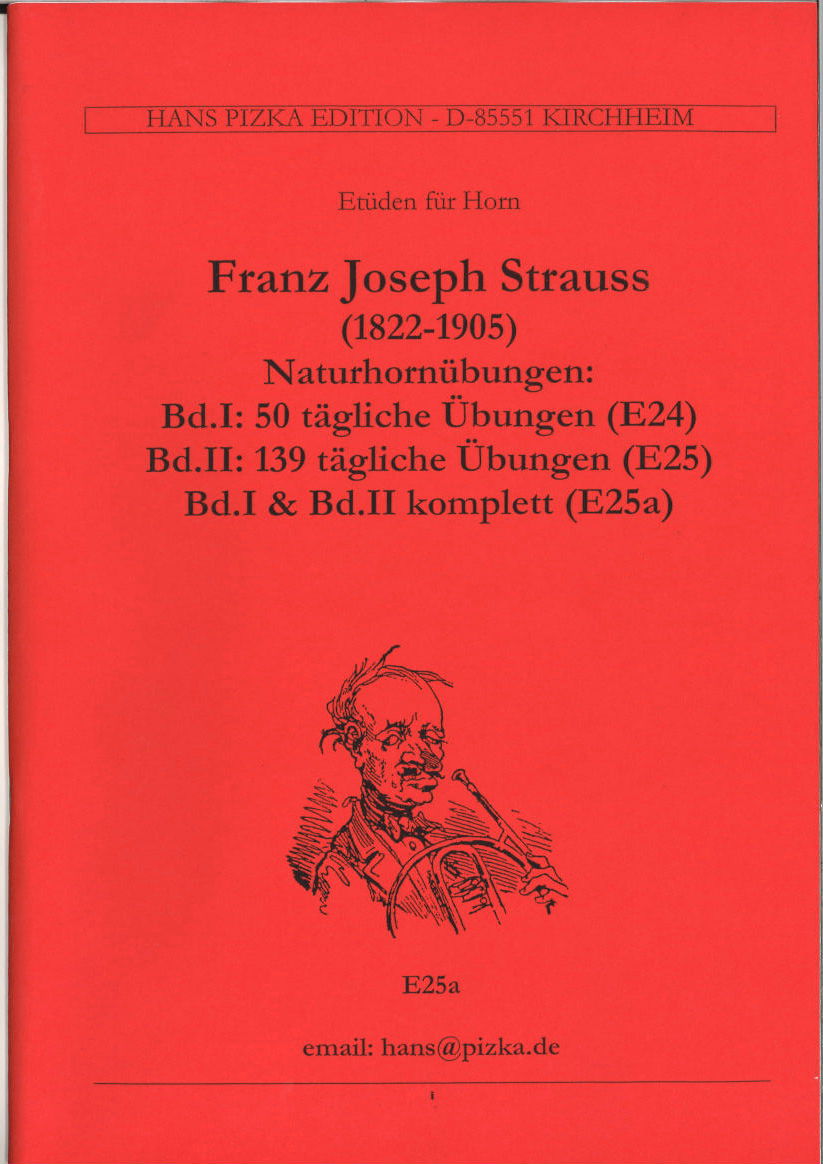 HANS PIZKA EDITION - D-85551 KIRCHHEIM
Etüden für Horn
Franz Joseph Strauss
(1822-1905)
Naturhornübungen:
Bd.I: 50 tägliche Übungen (E24)
Bd.II: 139 tägliche Übungen (E25)
Bd.I & Bd.II komplett (E25a)
E25a
email: hans@pizka.de
i